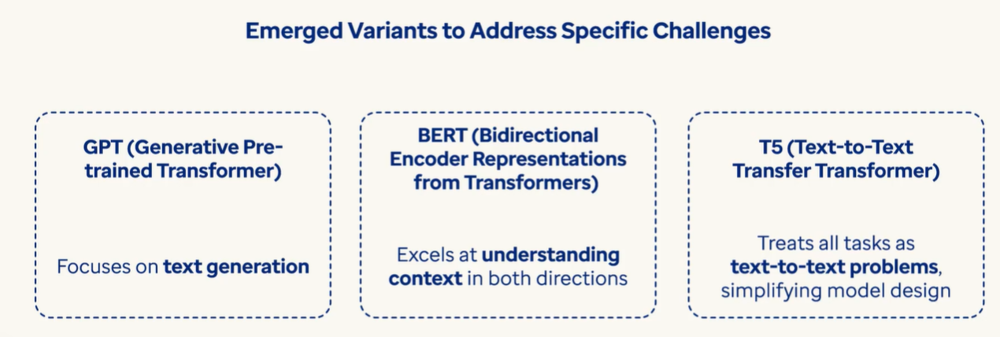 Emerged Variants to Address Specific Challenges
GPT (Generative Pre-
trained Transformer)
Focuses on text generation
BERT (Bidirectional
Encoder Representations
from Transformers)
Excels at understanding
context in both directions
T5 (Text-to-Text
Transfer Transformer)
Treats all tasks as
text-to-text problems,
simplifying model design